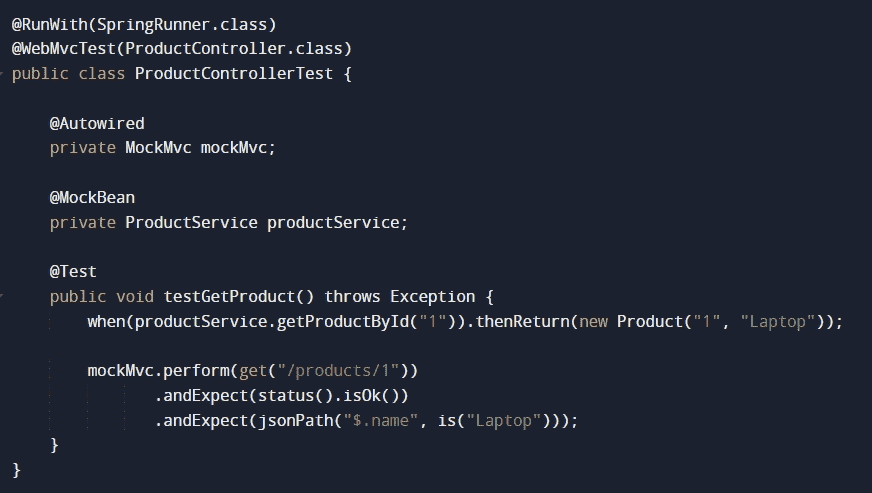 @RunWith(SpringRunner.class)
@WebMvcTest(ProductController.class)
public class ProductControllerTest {
@Autowired
private MockMvc mockMvc;
@MockBean
private ProductService productService;
@Test
public void testGetProduct() throws Exception {
when(productService.getProductById("1")).thenReturn(new Product("1", "Laptop"));
mockMvc.perform(get("/products/1"))
.andExpect(status().isOk())
.andExpect(jsonPath("$.name", is("Laptop")));
}
}